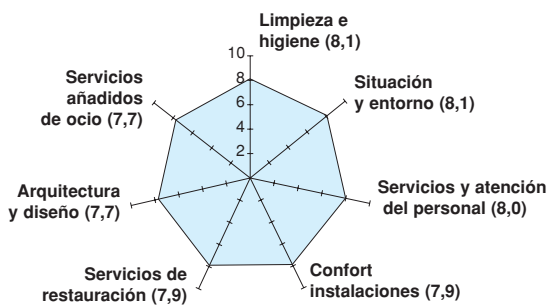 Limpieza e
higiene (8,1)
Situación
y entorno (8,1)
Servicios y atención
del personal (8,0)
Confort
instalaciones (7,9)
Servicios de
restauración (7,9)
Arquitectura
y diseño (7,7)
Servicios
añadidos
de ocio (7,7)
10
8
6
4
2